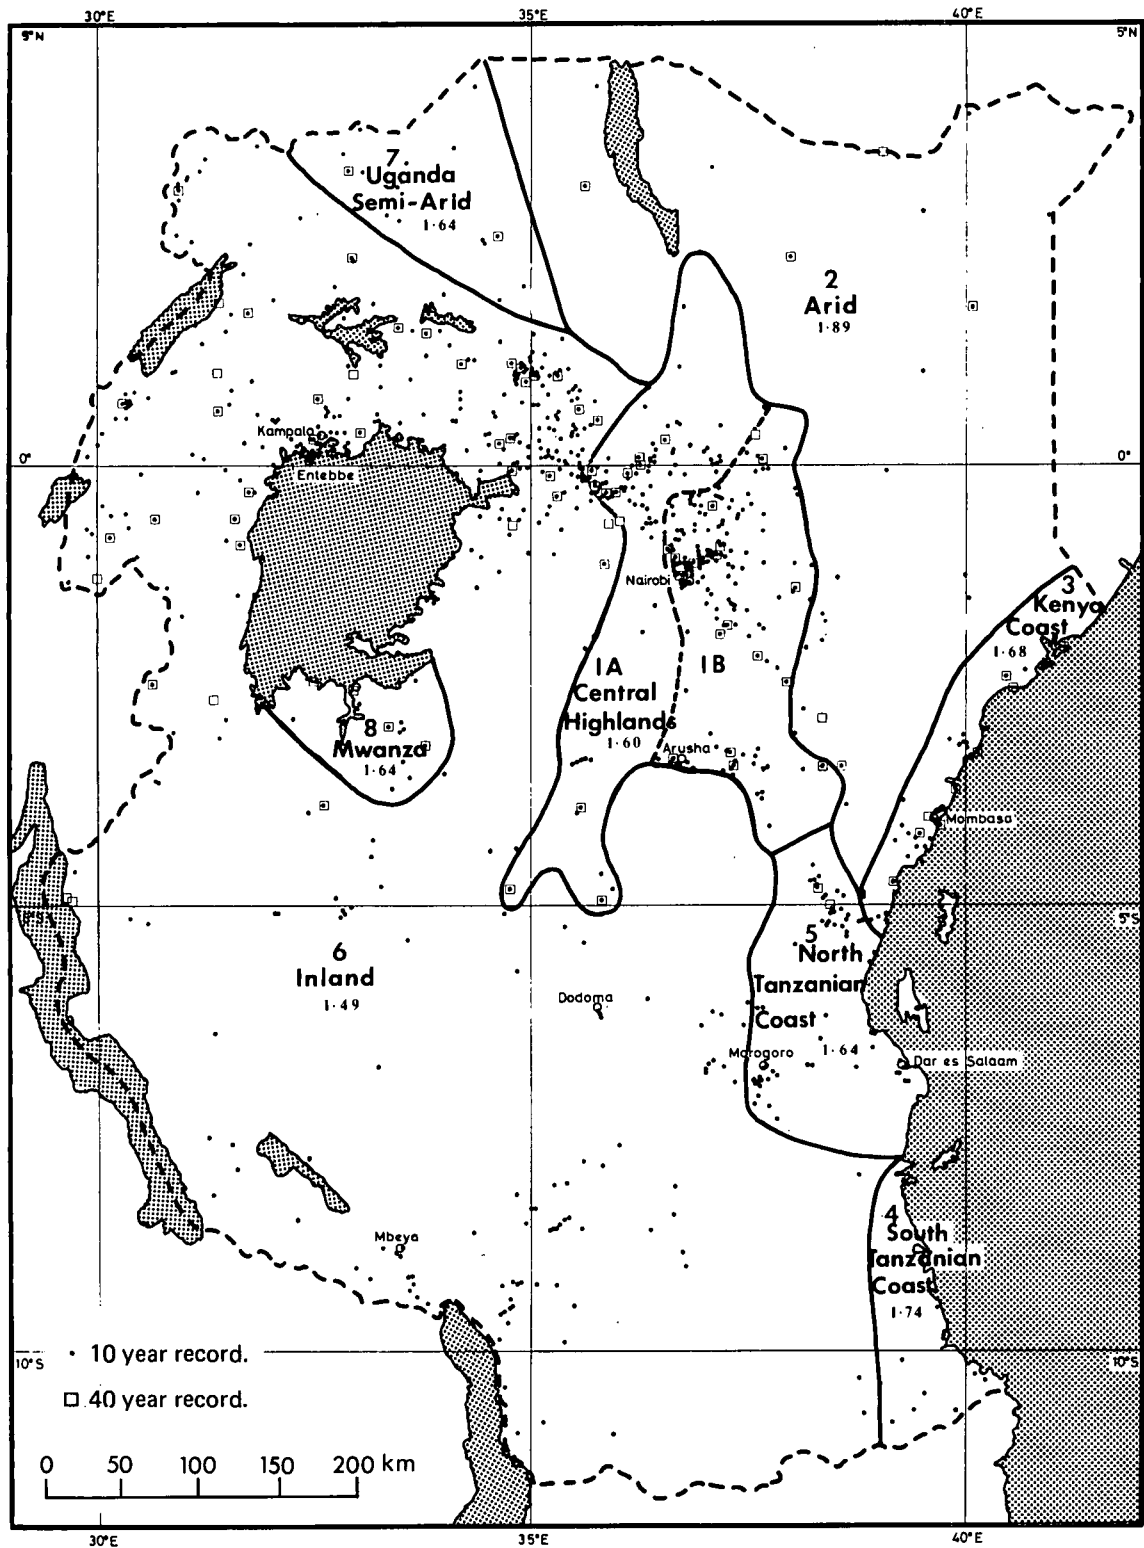 30°E
35°E
40°E
5°N
5°N
7
Uganda
Semi-Arid
1·64
2
Arid
1·89
Kampala
0°
0°
Entebbe
Nairobi
3
Kenya
Coast
1·68
1A
Central
Highlands
1·60
1B
8
Mwanza
1·64
Arusha
Mombasa
5°S
5°S
6
Inland
1·49
5
North
Tanzanian
Coast
1·64
Dodoma
Morogoro
Dar es Salaam
Mbeya
4
South
Tanzanian
Coast
1·74
10°S
10°S
• 10 year record.
□ 40 year record.
0 50 100 150 200 km
30°E
35°E
40°E